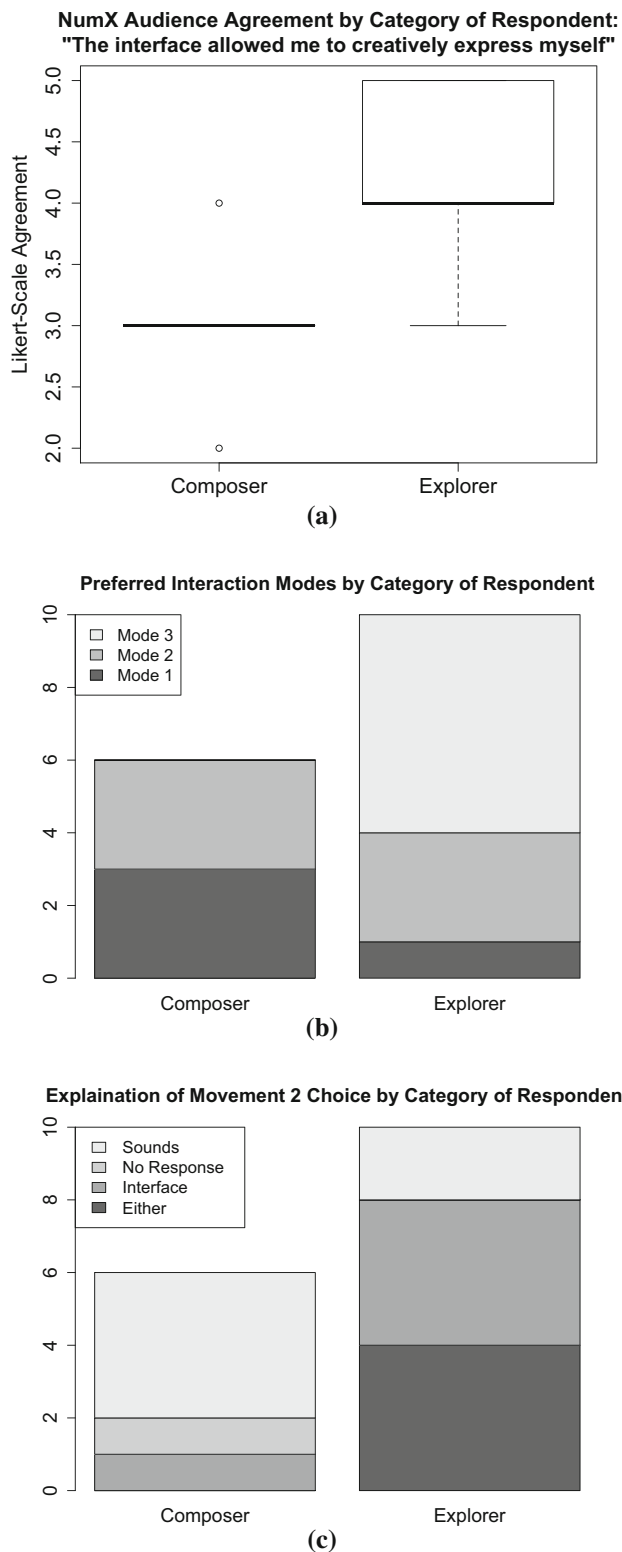 NumX Audience Agreement by Category of Respondent:
"The interface allowed me to creatively express myself"
Likert-Scale Agreement
5.0
4.5
4.0
3.5
3.0
2.5
2.0
Composer Explorer
(a)
Preferred Interaction Modes by Category of Respondent
10
8
6
4
2
0
Mode 3
Mode 2
Mode 1
Composer Explorer
(b)
Explaination of Movement 2 Choice by Category of Responden
10
8
6
4
2
0
Sounds
No Response
Interface
Either
Composer Explorer
(c)